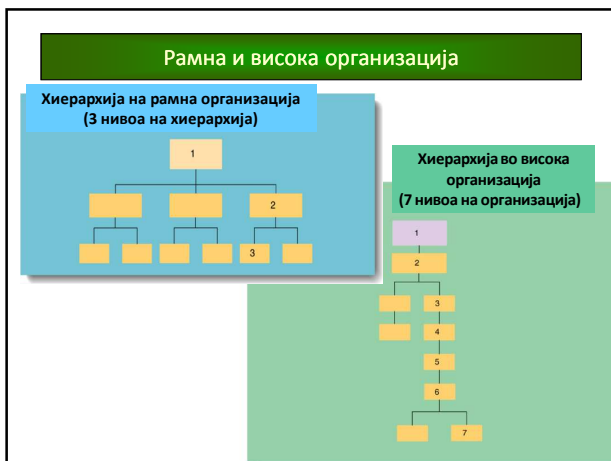 Рамна и висока организација
Хиерархија на рамна организација
(3 нивоа на хиерархија)
1
2
3
Хиерархија во висока
организација
(7 нивоа на организација)
1
2
3
4
5
6
7